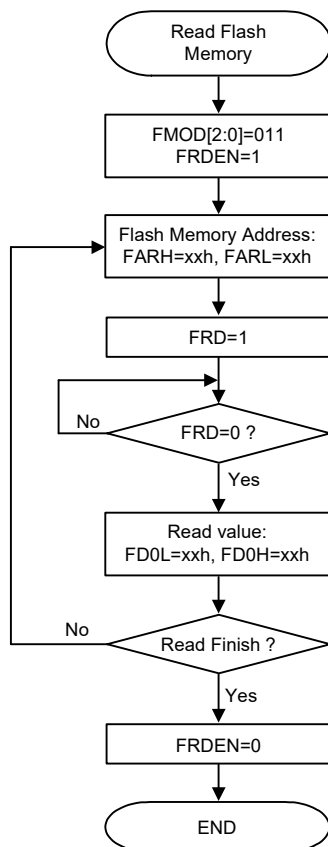 Read Flash
Memory
FMOD[2:0]=011
FRDEN=1
Flash Memory Address:
FARH=xxh, FARL=xxh
FRD=1
No
FRD=0 ?
Yes
Read value:
FD0L=xxh, FD0H=xxh
No
Read Finish ?
Yes
FRDEN=0
END